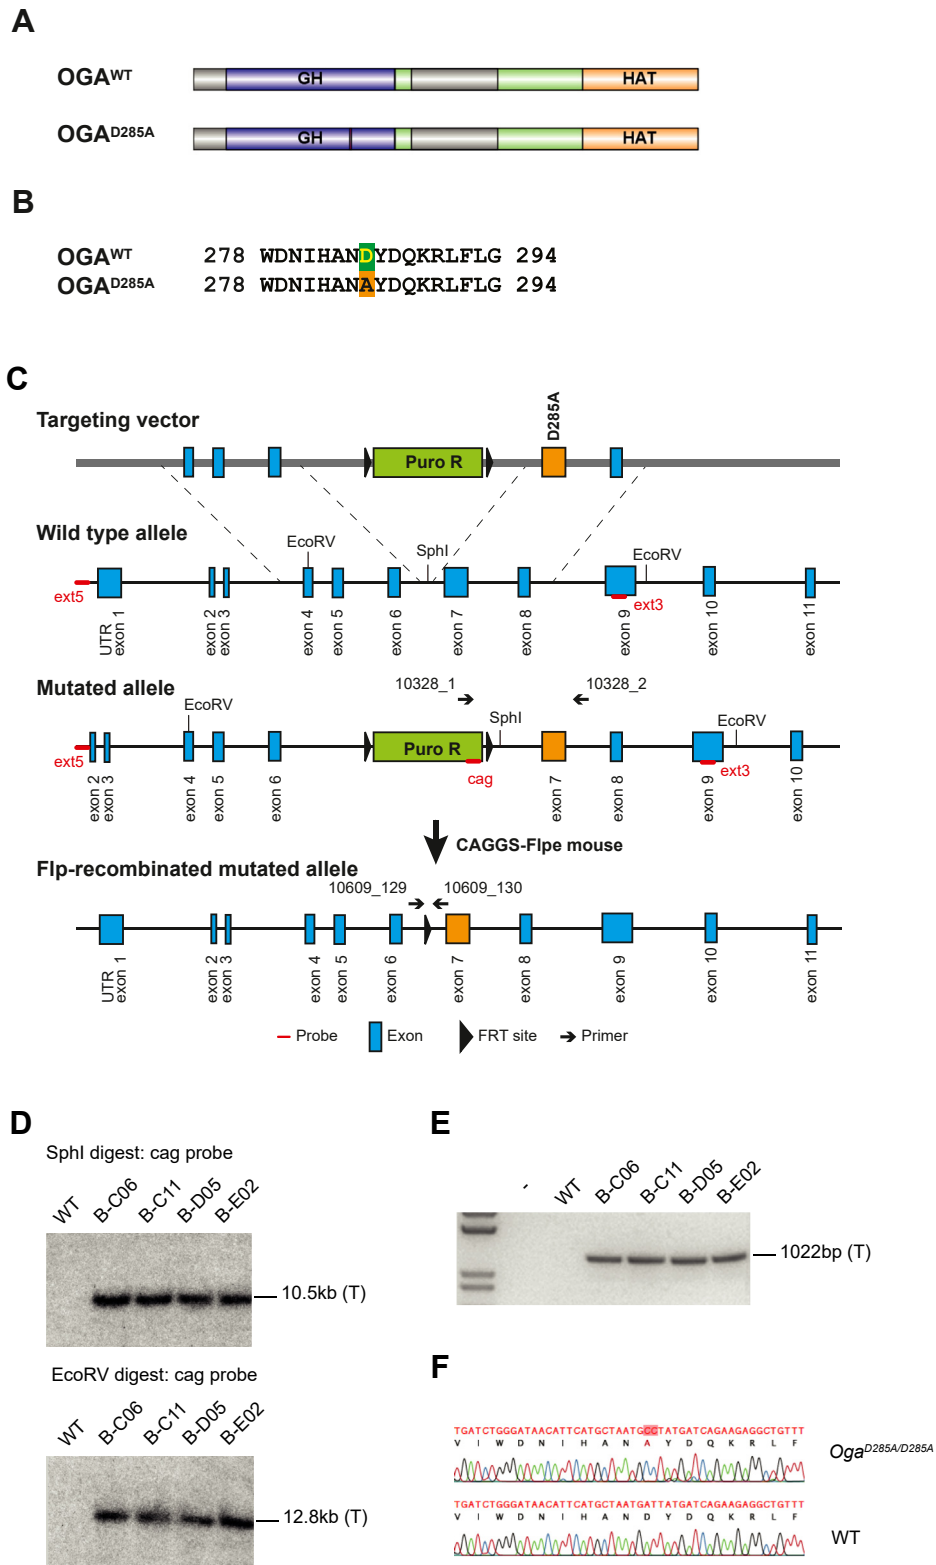 A
OGAWT GH HAT
OGAD285A GH HAT
B
OGAWT 278 WDNIHANDYDQKRLFLG 294
OGAD285A 278 WDNIHANAYDQKRLFLG 294
C
Targeting vector
D285A
Puro R
Wild type allele
EcoRV SphI EcoRV
ext5 ext3
UTR exon 1 exon 2 exon 3 exon 4 exon 5 exon 6 exon 7 exon 8 exon 9 exon 10 exon 11
Mutated allele
10328_1 10328_2
EcoRV SphI EcoRV
Puro R
ext5 cag ext3
exon 2 exon 3 exon 4 exon 5 exon 6 exon 7 exon 8 exon 9 exon 10
CAGGS-Flpe mouse
Flp-recombinated mutated allele
10609_129 10609_130
UTR exon 1 exon 2 exon 3 exon 4 exon 5 exon 6 exon 7 exon 8 exon 9 exon 10 exon 11
Probe Exon FRT site Primer
D
SphI digest: cag probe
WT B-C06 B-C11 B-D05 B-E02
10.5kb (T)
EcoRV digest: cag probe
WT B-C06 B-C11 B-D05 B-E02
12.8kb (T)
E
- WT B-C06 B-C11 B-D05 B-E02
1022bp (T)
F
TGATCTGGGATAACATTCATGCTAATGCCTATGATCAGAAGAGGCTGTTT
V I W D N I H A N A Y D Q K R L F
OgaD285A/D285A
TGATCTGGGATAACATTCATGCTAATGATTATGATCAGAAGAGGCTGTTT
V I W D N I H A N D Y D Q K R L F
WT